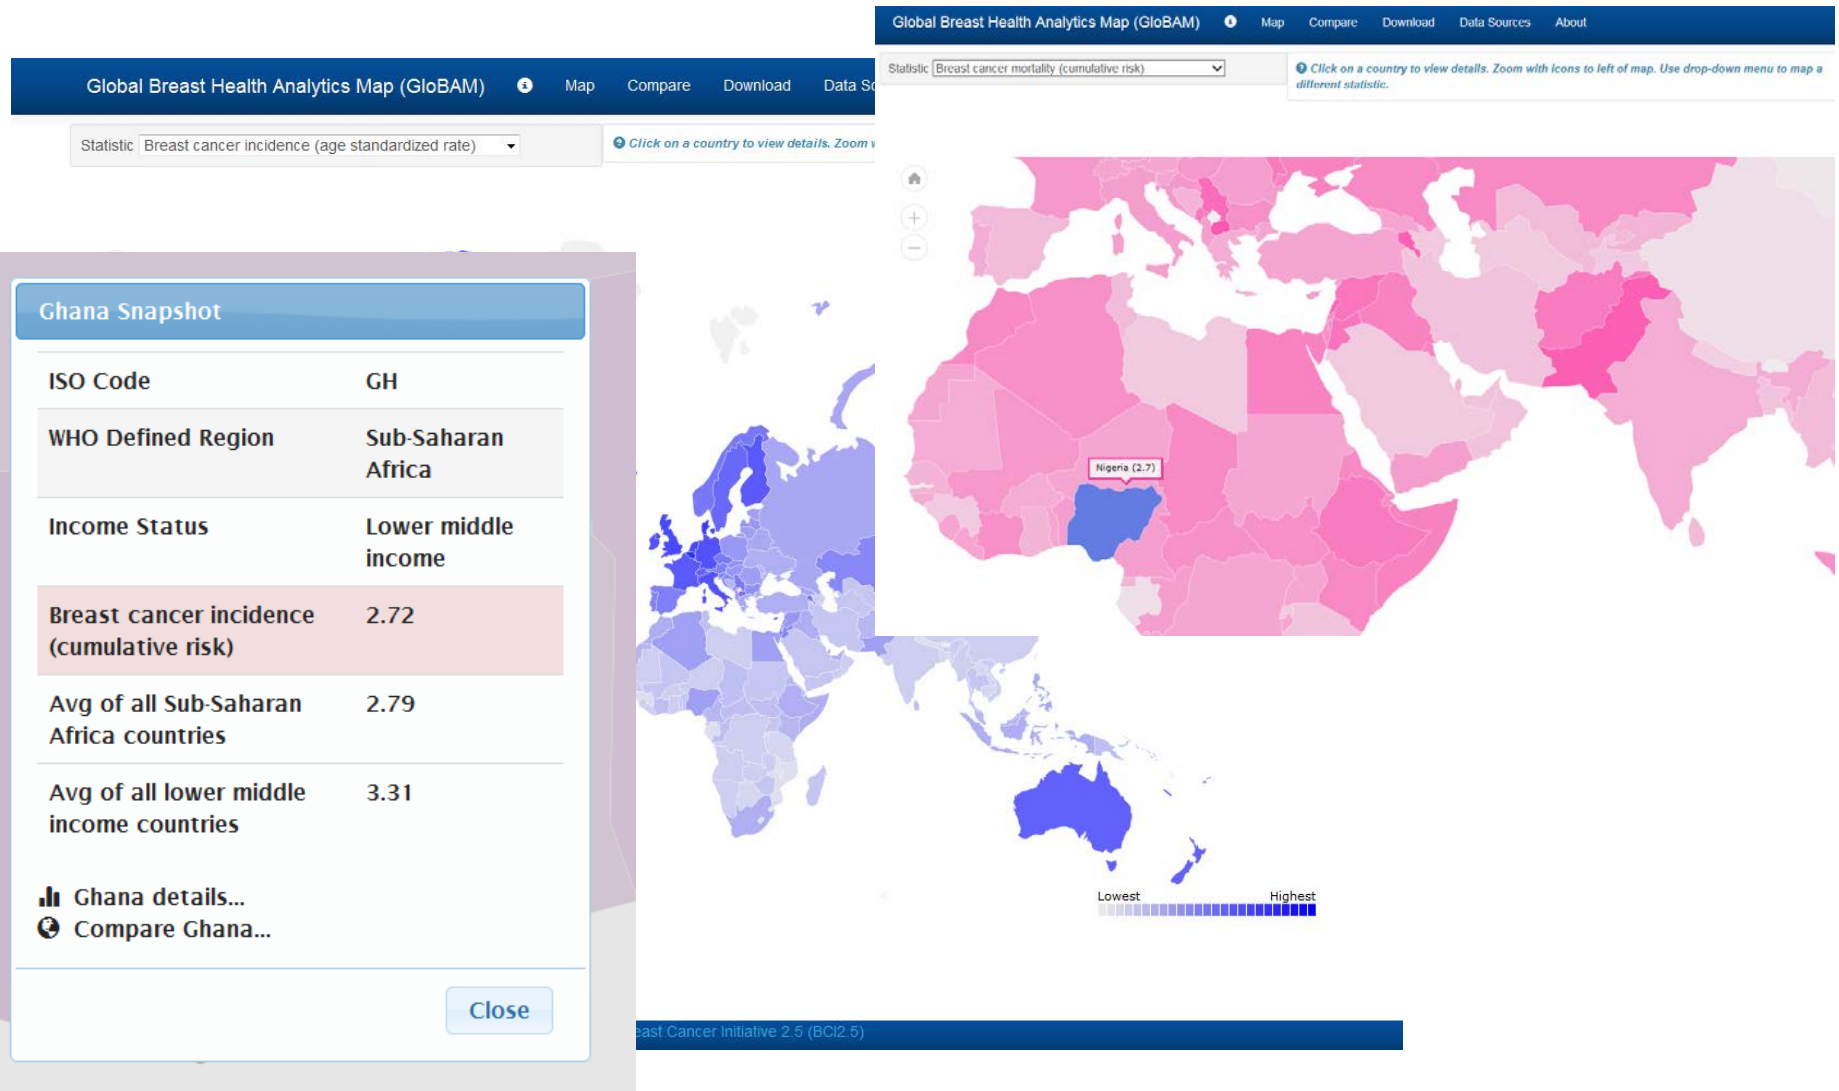 Global Breast Health Analytics Map (GloBAM) Map Compare Download Data Sources About
Statistic Breast cancer mortality (cumulative risk)
Click on a country to view details. Zoom with icons to left of map. Use drop-down menu to map a
different statistic.
Nigeria (2.7)
Global Breast Health Analytics Map (GloBAM) Map Compare Download Data So
Statistic Breast cancer incidence (age standardized rate)
Click on a country to view details. Zoom
Ghana Snapshot
ISO Code GH
WHO Defined Region Sub-Saharan
Africa
Income Status Lower middle
income
Breast cancer incidence 2.72
(cumulative risk)
Avg of all Sub-Saharan 2.79
Africa countries
Avg of all lower middle 3.31
income countries
Ghana details...
Compare Ghana...
Close
Lowest Highest
east Cancer Initiative 2.5 (BCI2.5)